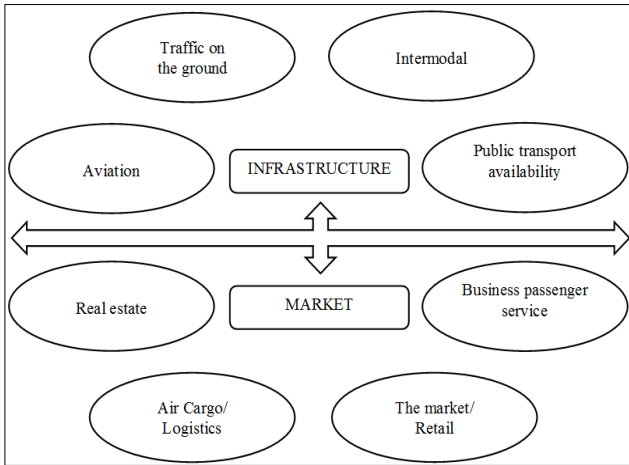 Traffic on
the ground
Intermodal
Aviation
INFRASTRUCTURE
Public transport
availability
Real estate
MARKET
Business passenger
service
Air Cargo/
Logistics
The market/
Retail